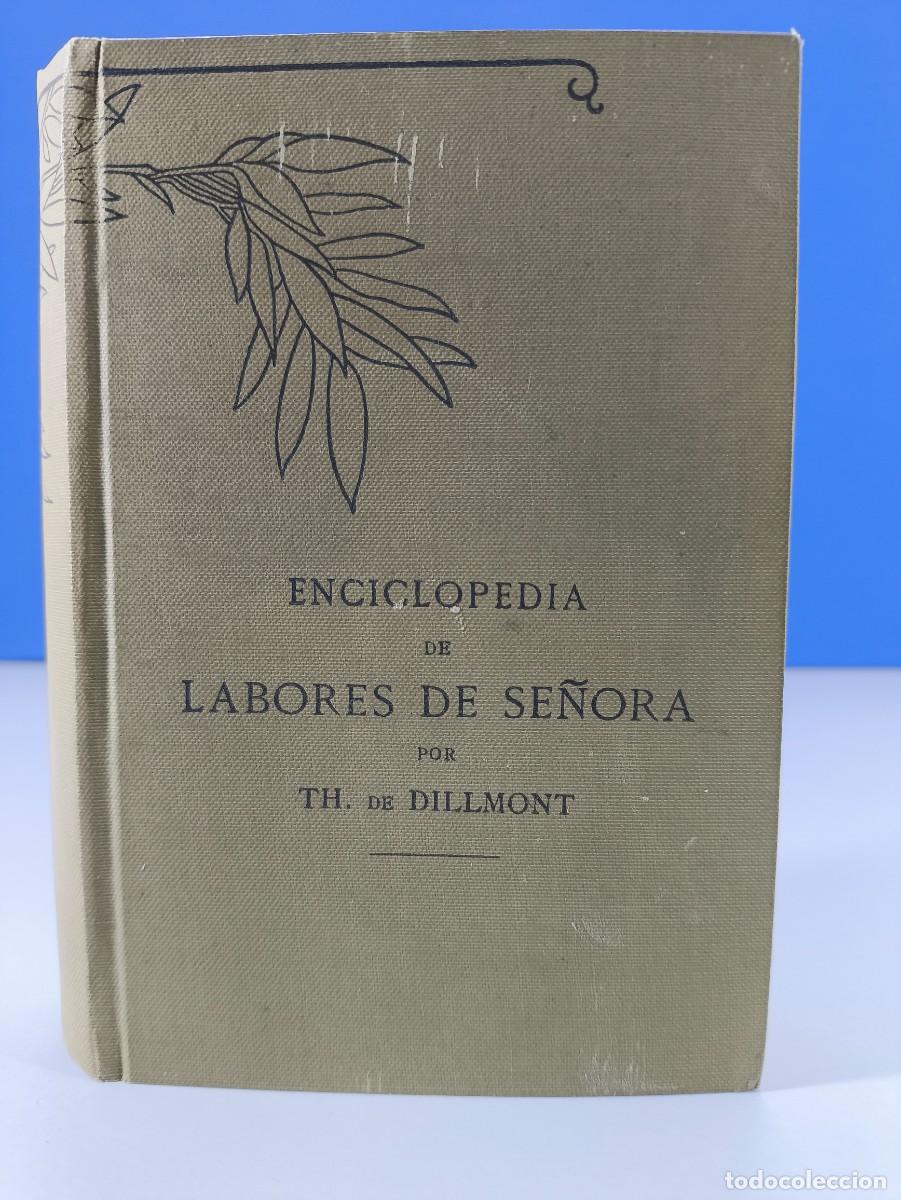 ENCICLOPEDIA
DE
LABORES DE SEÑORA
POR
TH. DE DILLMONT
todocoleccion